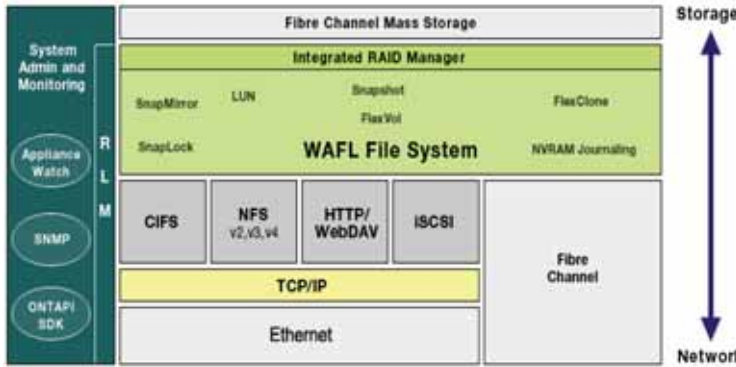 Fibre Channel Mass Storage
Storage
System
Admin and
Monitoring
Integrated RAID Manager
SnapMirror
LUN
Snapshot
FlexClone
FlexVol
SnapLock
WAFL File System
NVRAM Journaling
Appliance
Watch
R
L
M
CIFS
NFS
v2,v3,v4
HTTP/
WebDAV
iSCSI
SNMP
Fibre
Channel
TCP/IP
ONTAPI
SDK
Ethernet
Network